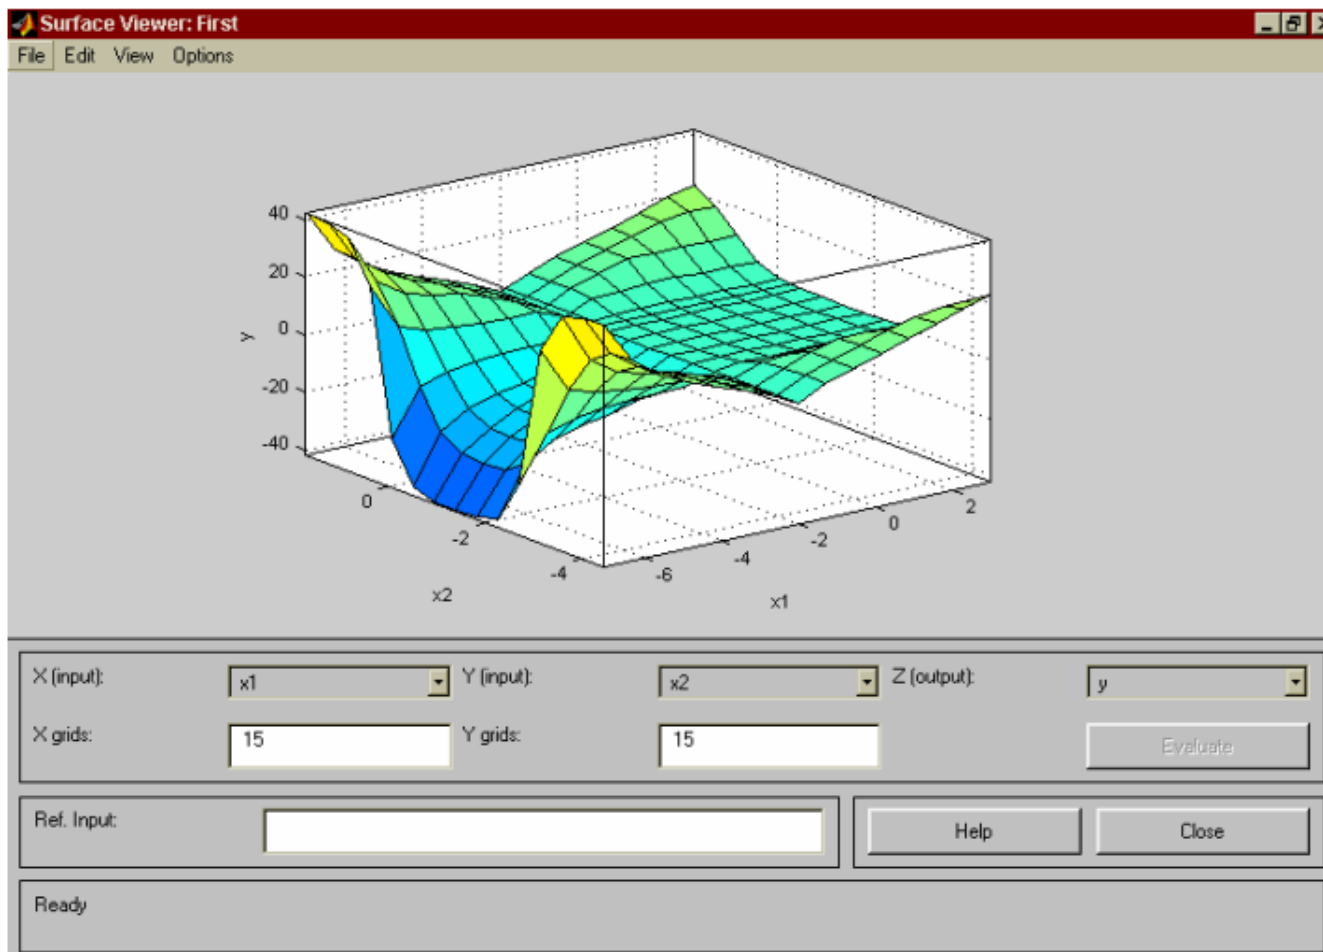 Surface Viewer: First
File Edit View Options
40
20
0
-20
-40
y
0
-2
-4
x2
-6
-4
-2
0
2
x1
X (input): x1 Y (input): x2 Z (output): y
X grids: 15 Y grids: 15 Evaluate
Ref. Input: Help Close
Ready